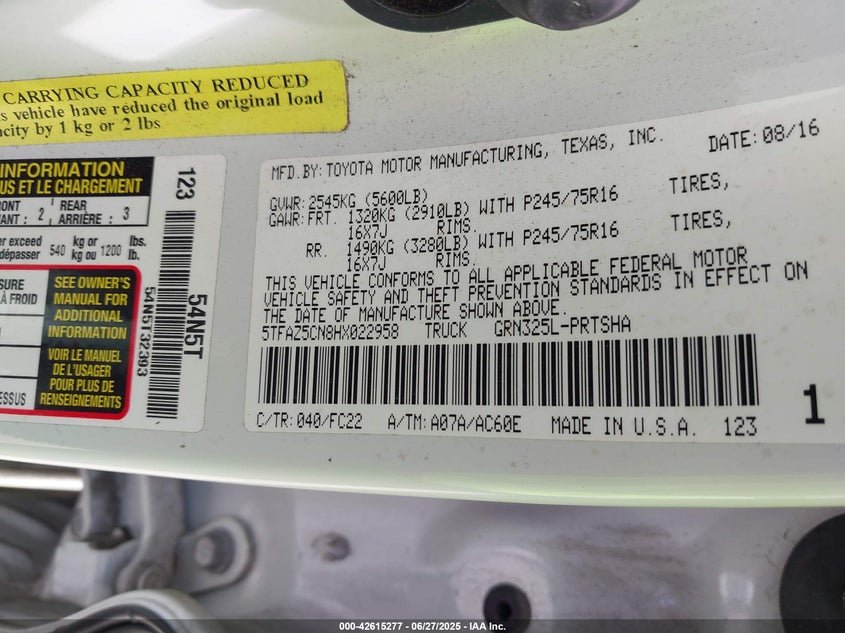 CARRYING CAPACITY REDUCED
s vehicle have reduced the original load
city by 1 kg or 2 lbs
INFORMATION
US ET LE CHARGEMENT
ONT REAR
VANT : 2 ARRIÈRE : 3
er exceed 540 kg or 1200 lbs.
dépasser kg ou lb.
SURE
À FROID
SEE OWNER'S
MANUAL FOR
ADDITIONAL
INFORMATION
VOIR LE MANUEL
DE L'USAGER
POUR PLUS DE
RENSEIGNEMENTS
ESSUS
123
54N5T
54N5T32393
MFD.BY:TOYOTA MOTOR MANUFACTURING, TEXAS, INC. DATE:08/16
GVWR:2545KG (5600LB)
GAWR:FRT. 1320KG (2910LB) WITH P245/75R16 TIRES,
16X7J RIMS.
RR. 1490KG (3280LB) WITH P245/75R16 TIRES,
16X7J RIMS.
THIS VEHICLE CONFORMS TO ALL APPLICABLE FEDERAL MOTOR
VEHICLE SAFETY AND THEFT PREVENTION STANDARDS IN EFFECT ON
THE DATE OF MANUFACTURE SHOWN ABOVE.
5TFAZ5CN8HX022958 TRUCK GRN325L-PRTSHA
C/TR:040/FC22 A/TM:A07A/AC60E MADE IN U.S.A. 123
1
000-42615277 - 06/27/2025 - IAA Inc.